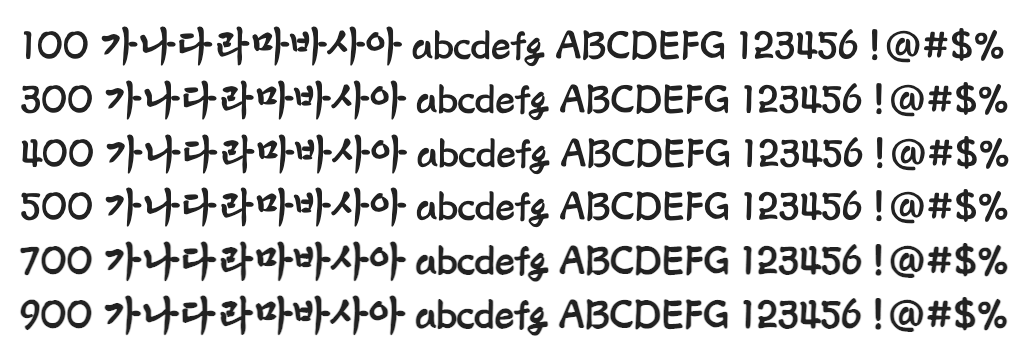 100 가나다라마바사아 abcdefg ABCDEFG 123456 !@#$%
300 가나다라마바사아 abcdefg ABCDEFG 123456 !@#$%
400 가나다라마바사아 abcdefg ABCDEFG 123456 !@#$%
500 가나다라마바사아 abcdefg ABCDEFG 123456 !@#$%
700 가나다라마바사아 abcdefg ABCDEFG 123456 !@#$%
900 가나다라마바사아 abcdefg ABCDEFG 123456 !@#$%